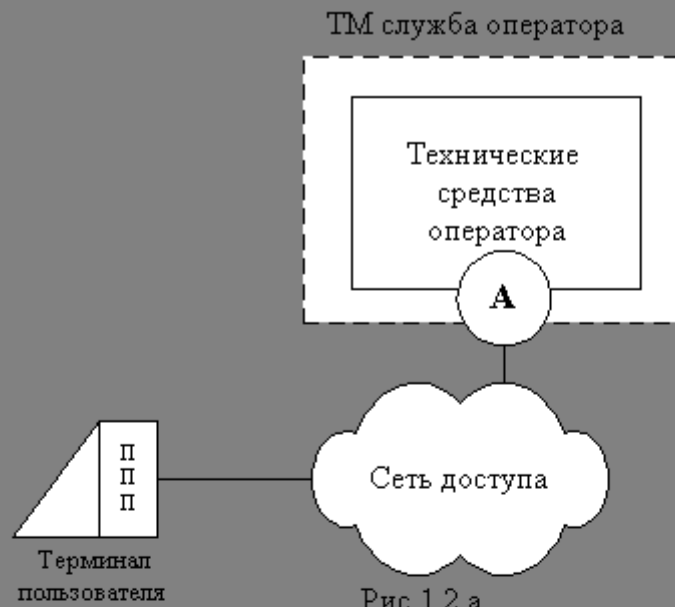 ТМ служба оператора
Технические
средства
оператора
А
Сеть доступа
П
П
П
Терминал
пользователя
Рис 1.2.а